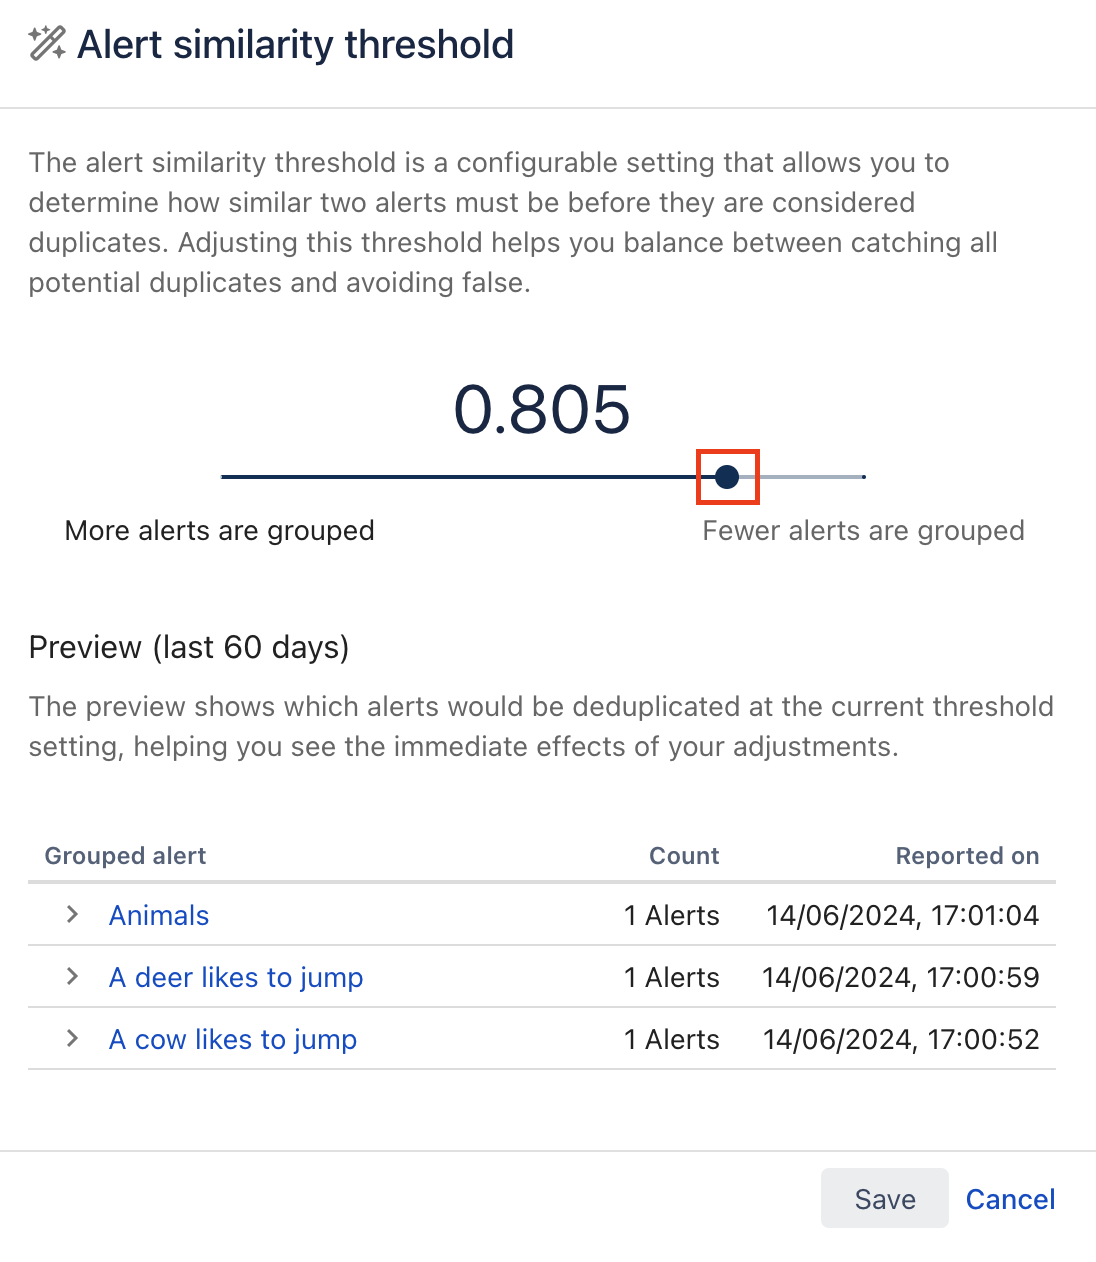 Alert similarity threshold
The alert similarity threshold is a configurable setting that allows you to
determine how similar two alerts must be before they are considered
duplicates. Adjusting this threshold helps you balance between catching all
potential duplicates and avoiding false.
0.805
More alerts are grouped Fewer alerts are grouped
Preview (last 60 days)
The preview shows which alerts would be deduplicated at the current threshold
setting, helping you see the immediate effects of your adjustments.
Grouped alert Count Reported on
Animals 1 Alerts 14/06/2024, 17:01:04
A deer likes to jump 1 Alerts 14/06/2024, 17:00:59
A cow likes to jump 1 Alerts 14/06/2024, 17:00:52
Save Cancel